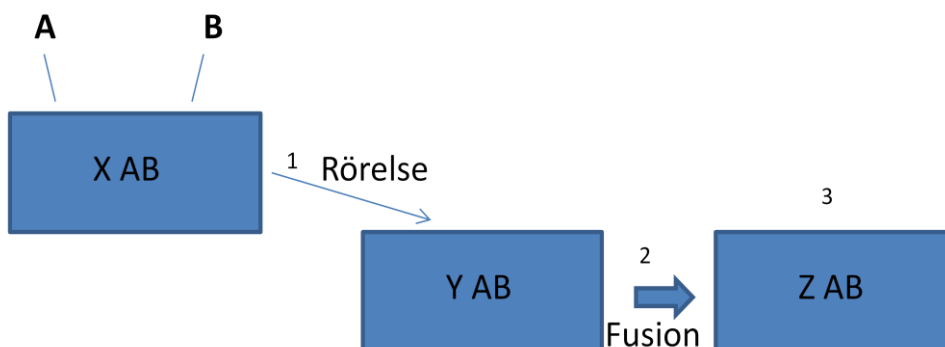 A B
X AB
1 Rörelse
3
Y AB
2
Z AB
Fusion